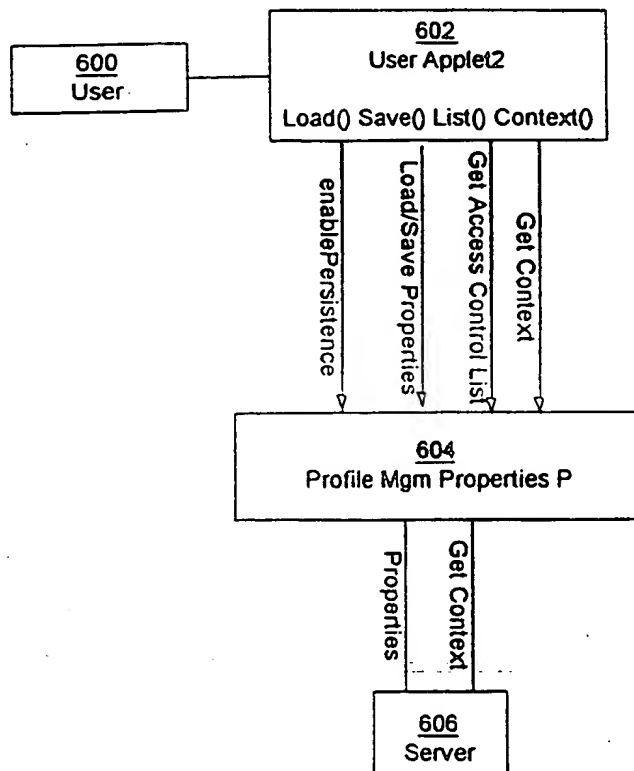 600
User
602
User Applet2
Load() Save() List() Context()
enablePersistence
Load/Save Properties
Get Access Control List
Get Context
604
Profile Mgm Properties P
Properties
Get Context
606
Server